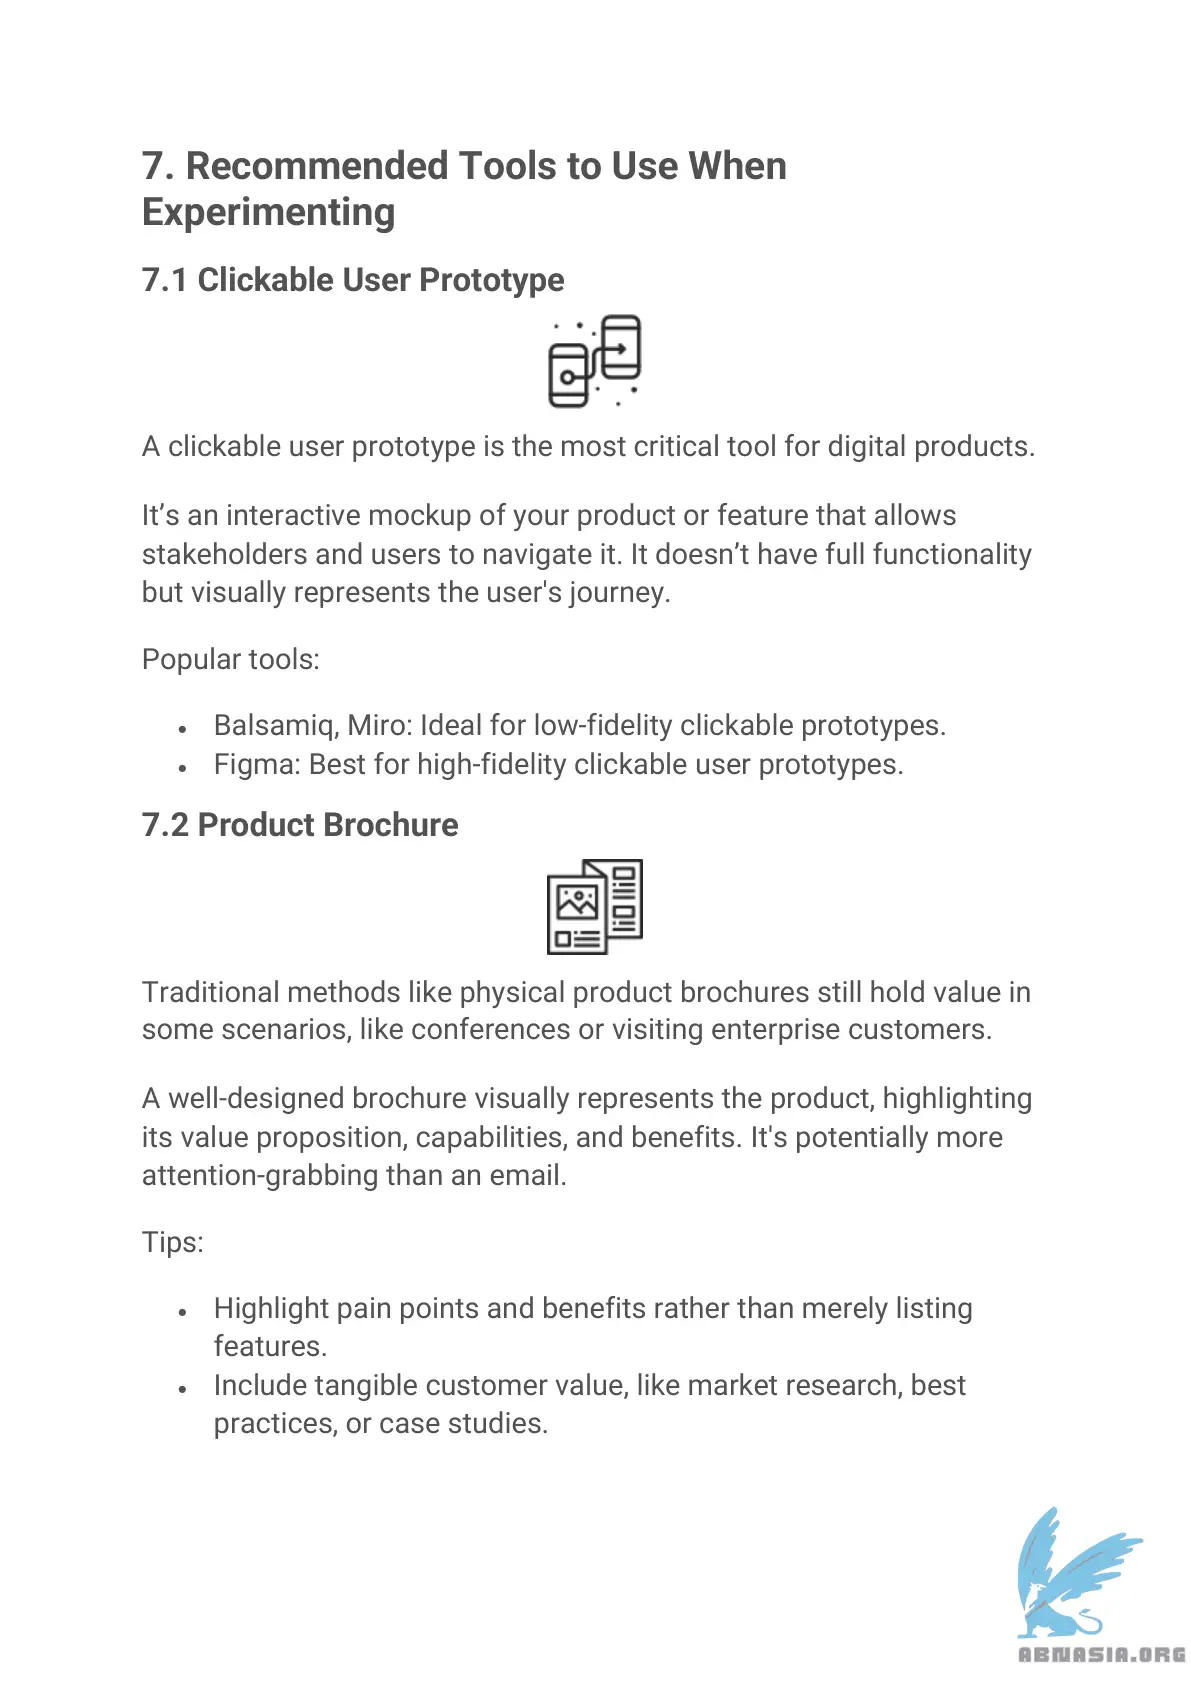 7. Recommended Tools to Use When
Experimenting
7.1 Clickable User Prototype
A clickable user prototype is the most critical tool for digital products.
It’s an interactive mockup of your product or feature that allows
stakeholders and users to navigate it. It doesn’t have full functionality
but visually represents the user's journey.
Popular tools:
• Balsamiq, Miro: Ideal for low-fidelity clickable prototypes.
• Figma: Best for high-fidelity clickable user prototypes.
7.2 Product Brochure
Traditional methods like physical product brochures still hold value in
some scenarios, like conferences or visiting enterprise customers.
A well-designed brochure visually represents the product, highlighting
its value proposition, capabilities, and benefits. It's potentially more
attention-grabbing than an email.
Tips:
• Highlight pain points and benefits rather than merely listing
features.
• Include tangible customer value, like market research, best
practices, or case studies.
ABNASIA.ORG